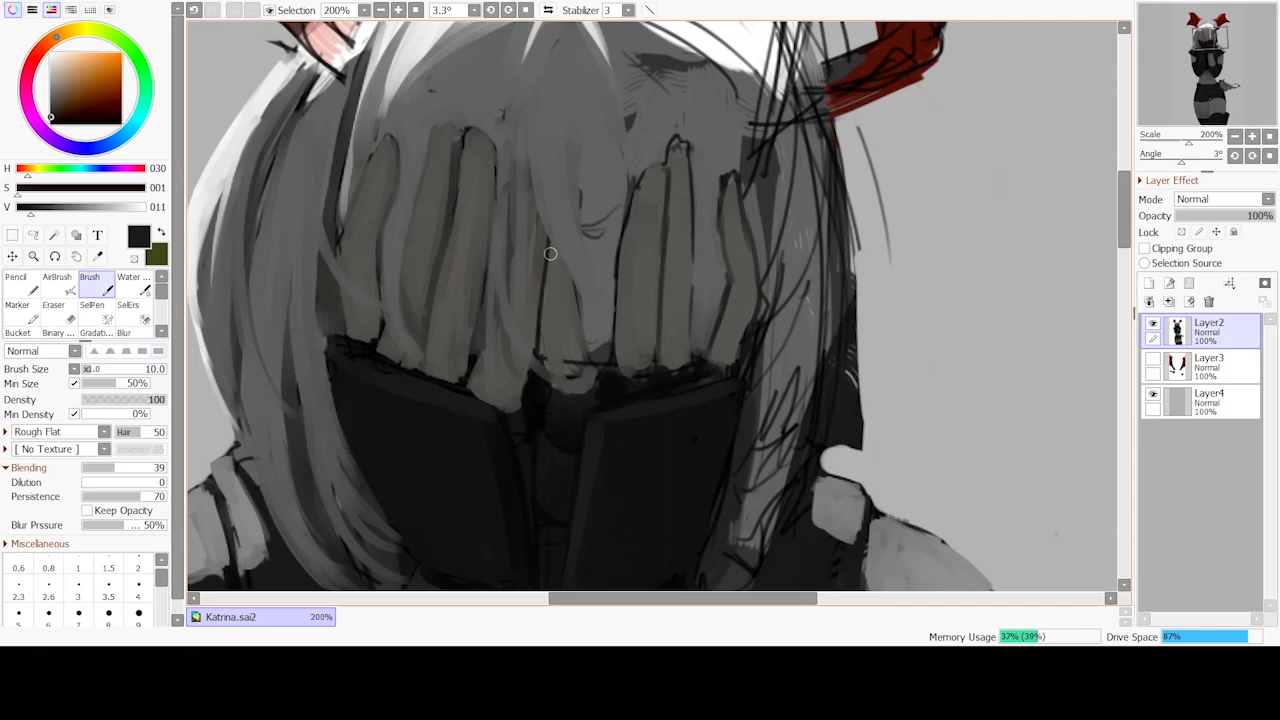 Selection 200% 3.3° Stabilizer 3
H 030
S 001
V 011
T
Pencil AirBrush Brush Water ...
Marker Eraser SelPen SelErs
Bucket Binary ... Gradati... Blur
Normal
Brush Size x1.0 10.0
Min Size 50%
Density 100
Min Density 0%
Rough Flat Hair 50
[ No Texture ] Intensity 95
Blending 39
Dilution 0
Persistence 70
Keep Opacity
Blur Prssure ... 50%
Miscellaneous
0.6 0.8 1 1.5 2
2.3 2.6 3 3.5 4
5 6 7 8 9
Katrina.sai2 200%
Scale 200%
Angle 3°
Layer Effect
Mode Normal
Opacity 100%
Lock
Clipping Group
Selection Source
Layer2
Normal
100%
Layer3
Normal
100%
Layer4
Normal
100%
Memory Usage 37% (39%) Drive Space 87%